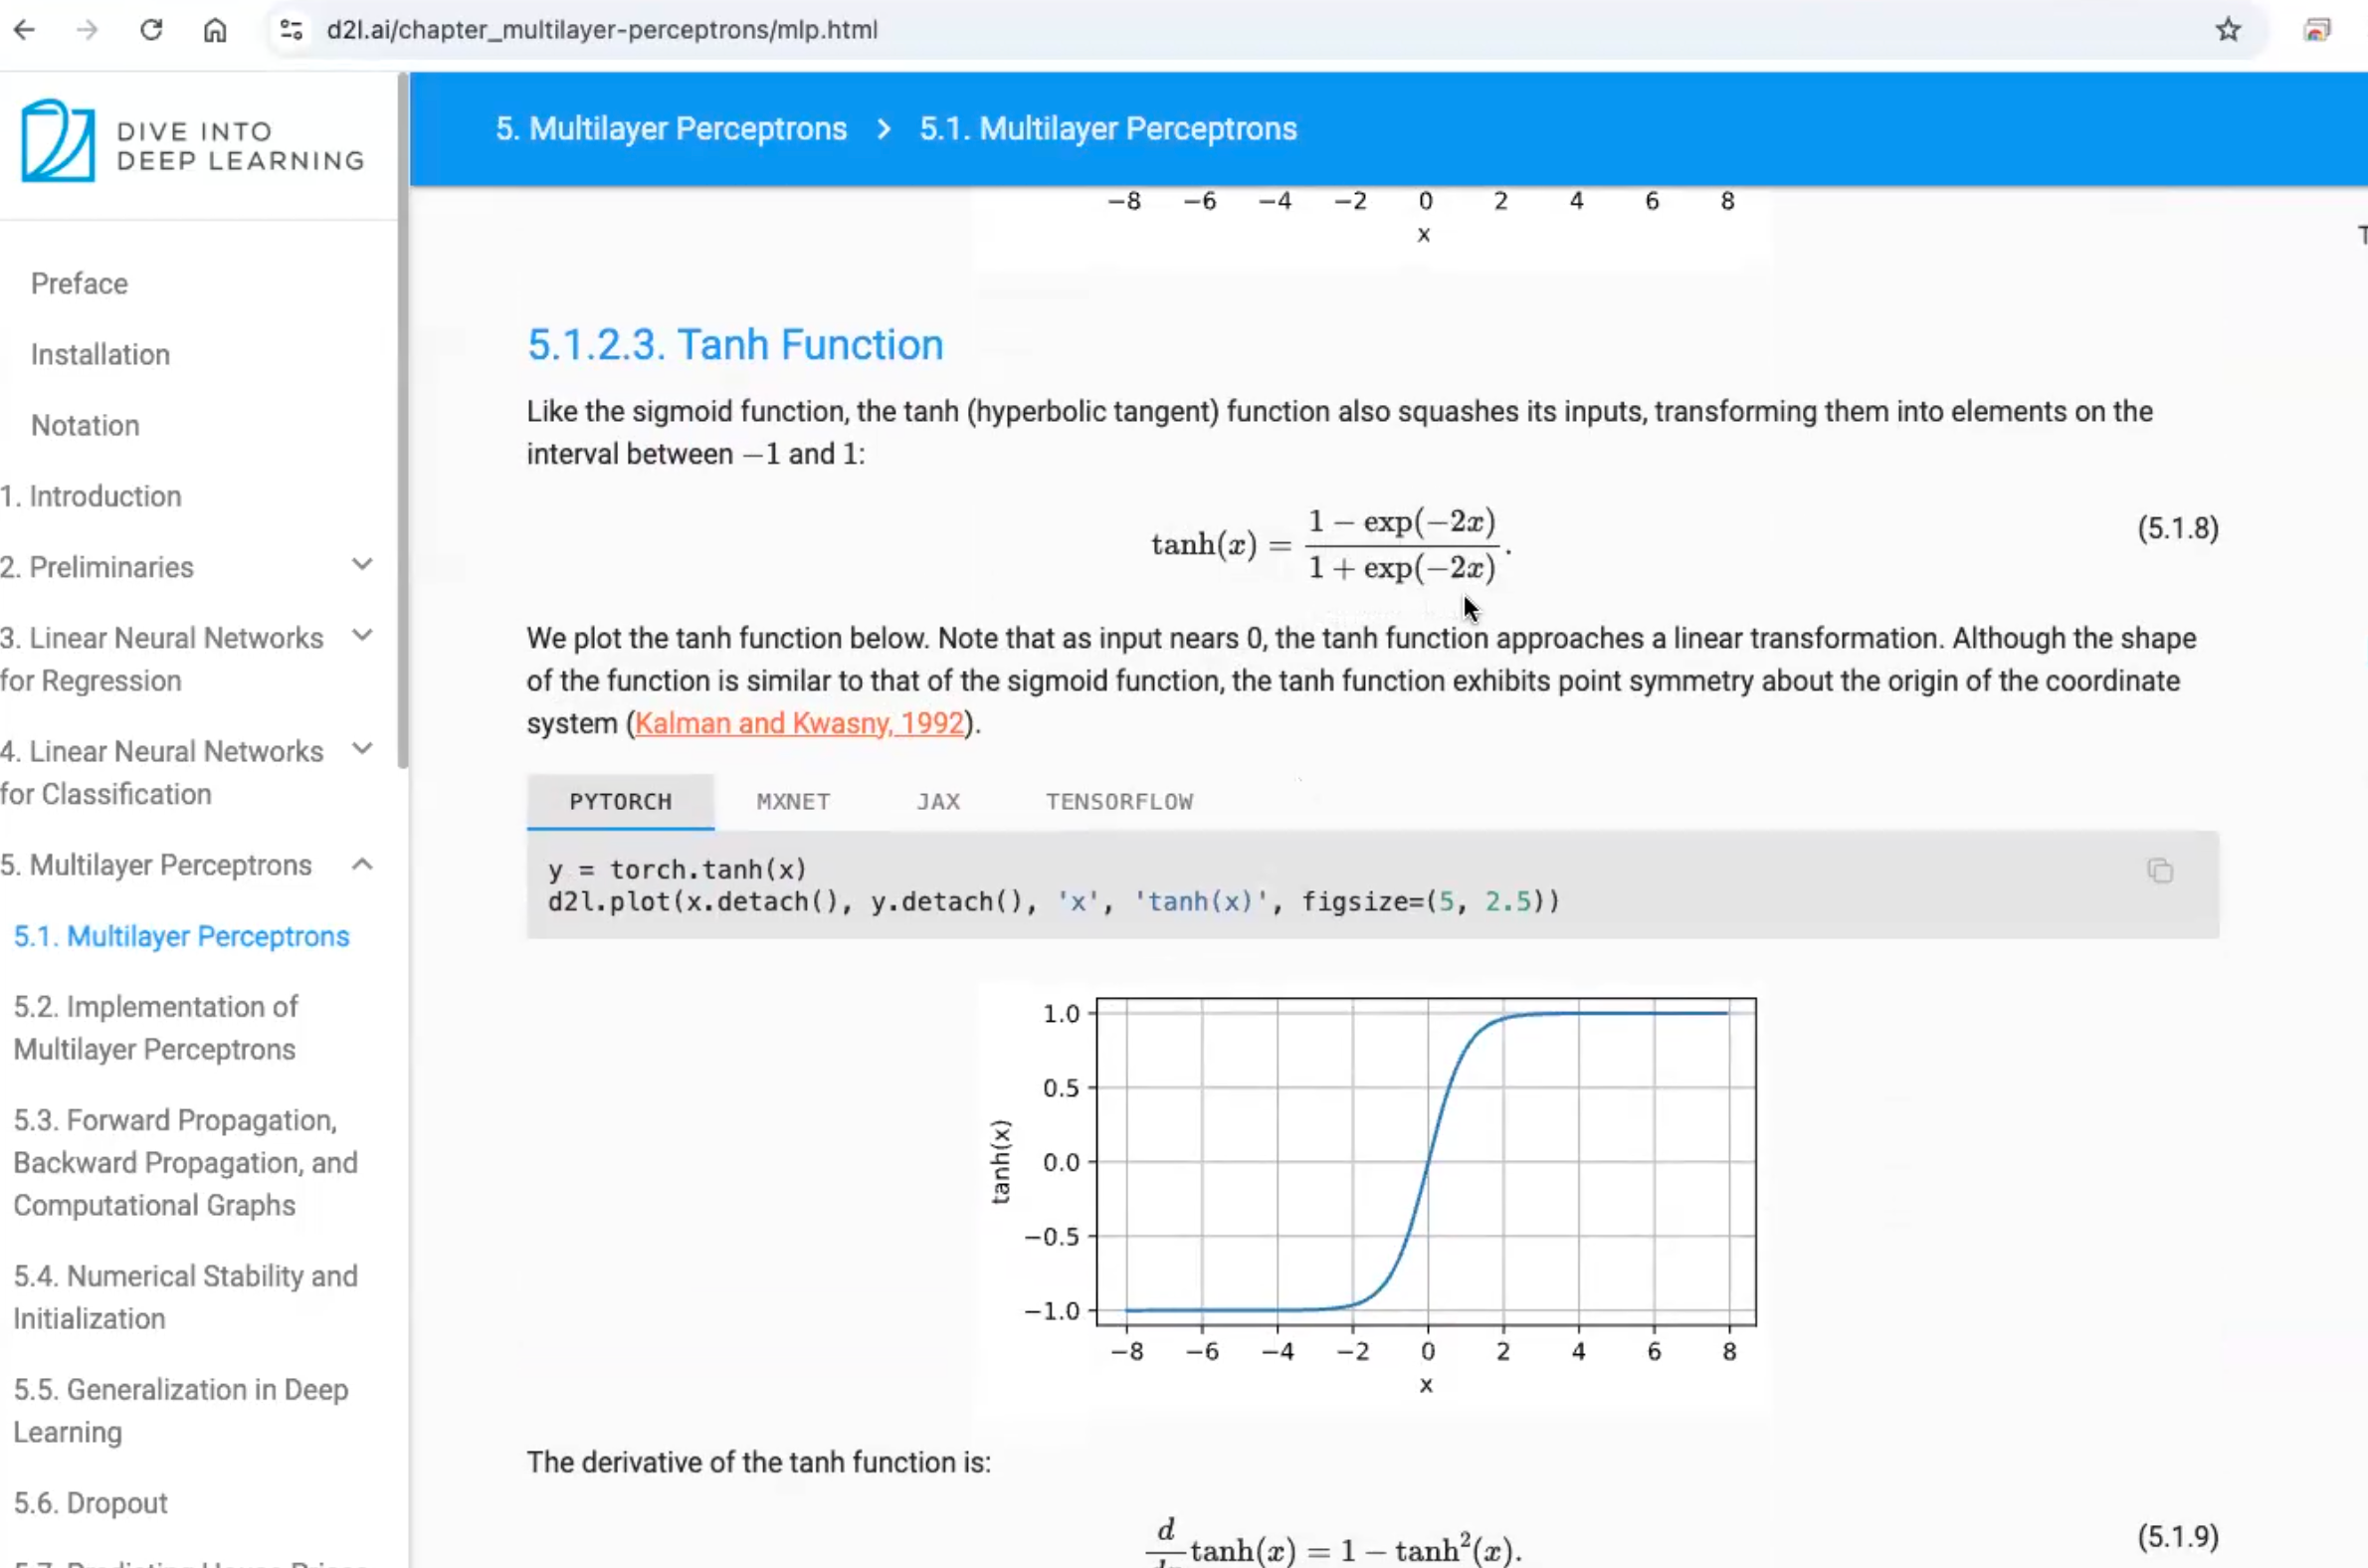 d2l.ai/chapter_multilayer-perceptrons/mlp.html
DIVE INTO
DEEP LEARNING
Preface
Installation
Notation
1. Introduction
2. Preliminaries
3. Linear Neural Networks
for Regression
4. Linear Neural Networks
for Classification
5. Multilayer Perceptrons
5.1. Multilayer Perceptrons
5.2. Implementation of
Multilayer Perceptrons
5.3. Forward Propagation,
Backward Propagation, and
Computational Graphs
5.4. Numerical Stability and
Initialization
5.5. Generalization in Deep
Learning
5.6. Dropout
5. Multilayer Perceptrons > 5.1. Multilayer Perceptrons
−8 −6 −4 −2 0 2 4 6 8
x
5.1.2.3. Tanh Function
Like the sigmoid function, the tanh (hyperbolic tangent) function also squashes its inputs, transforming them into elements on the
interval between −1 and 1:
tanh(x) = (1 − exp(−2x)) / (1 + exp(−2x)). (5.1.8)
We plot the tanh function below. Note that as input nears 0, the tanh function approaches a linear transformation. Although the shape
of the function is similar to that of the sigmoid function, the tanh function exhibits point symmetry about the origin of the coordinate
system (Kalman and Kwasny, 1992).
PYTORCH MXNET JAX TENSORFLOW
y = torch.tanh(x)
d2l.plot(x.detach(), y.detach(), 'x', 'tanh(x)', figsize=(5, 2.5))
1.0
0.5
0.0
−0.5
−1.0
tanh(x)
−8 −6 −4 −2 0 2 4 6 8
x
The derivative of the tanh function is:
d/dx tanh(x) = 1 − tanh²(x). (5.1.9)